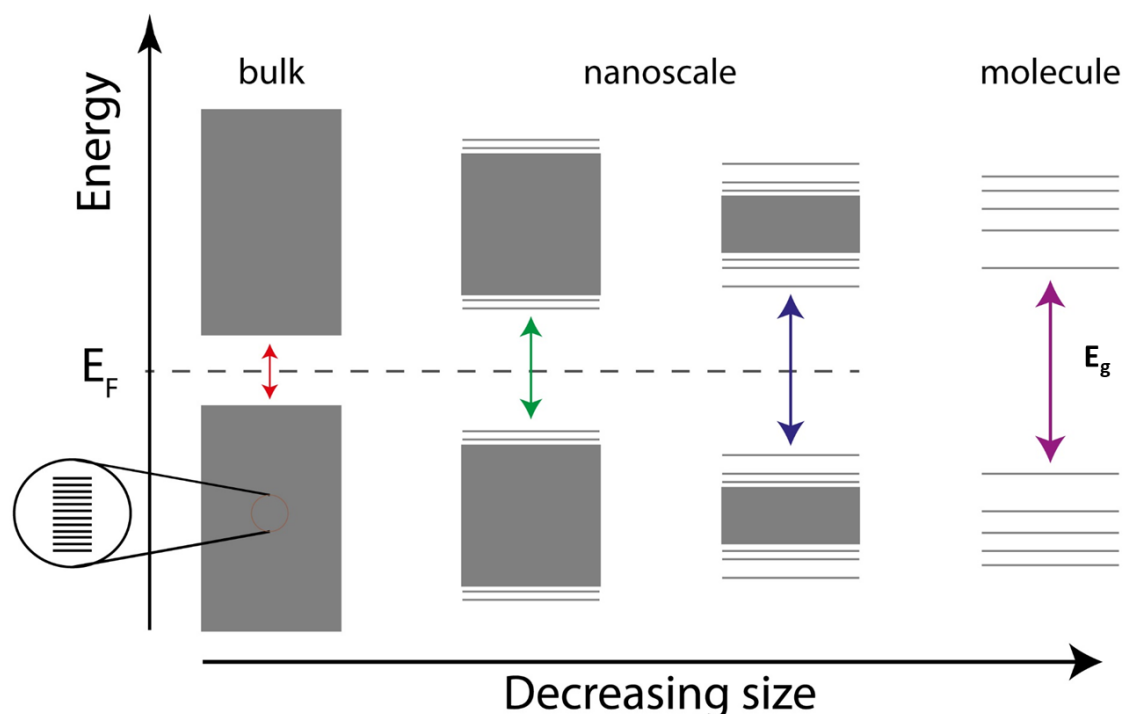 bulk
nanoscale
molecule
Energy
E_F
E_g
Decreasing size